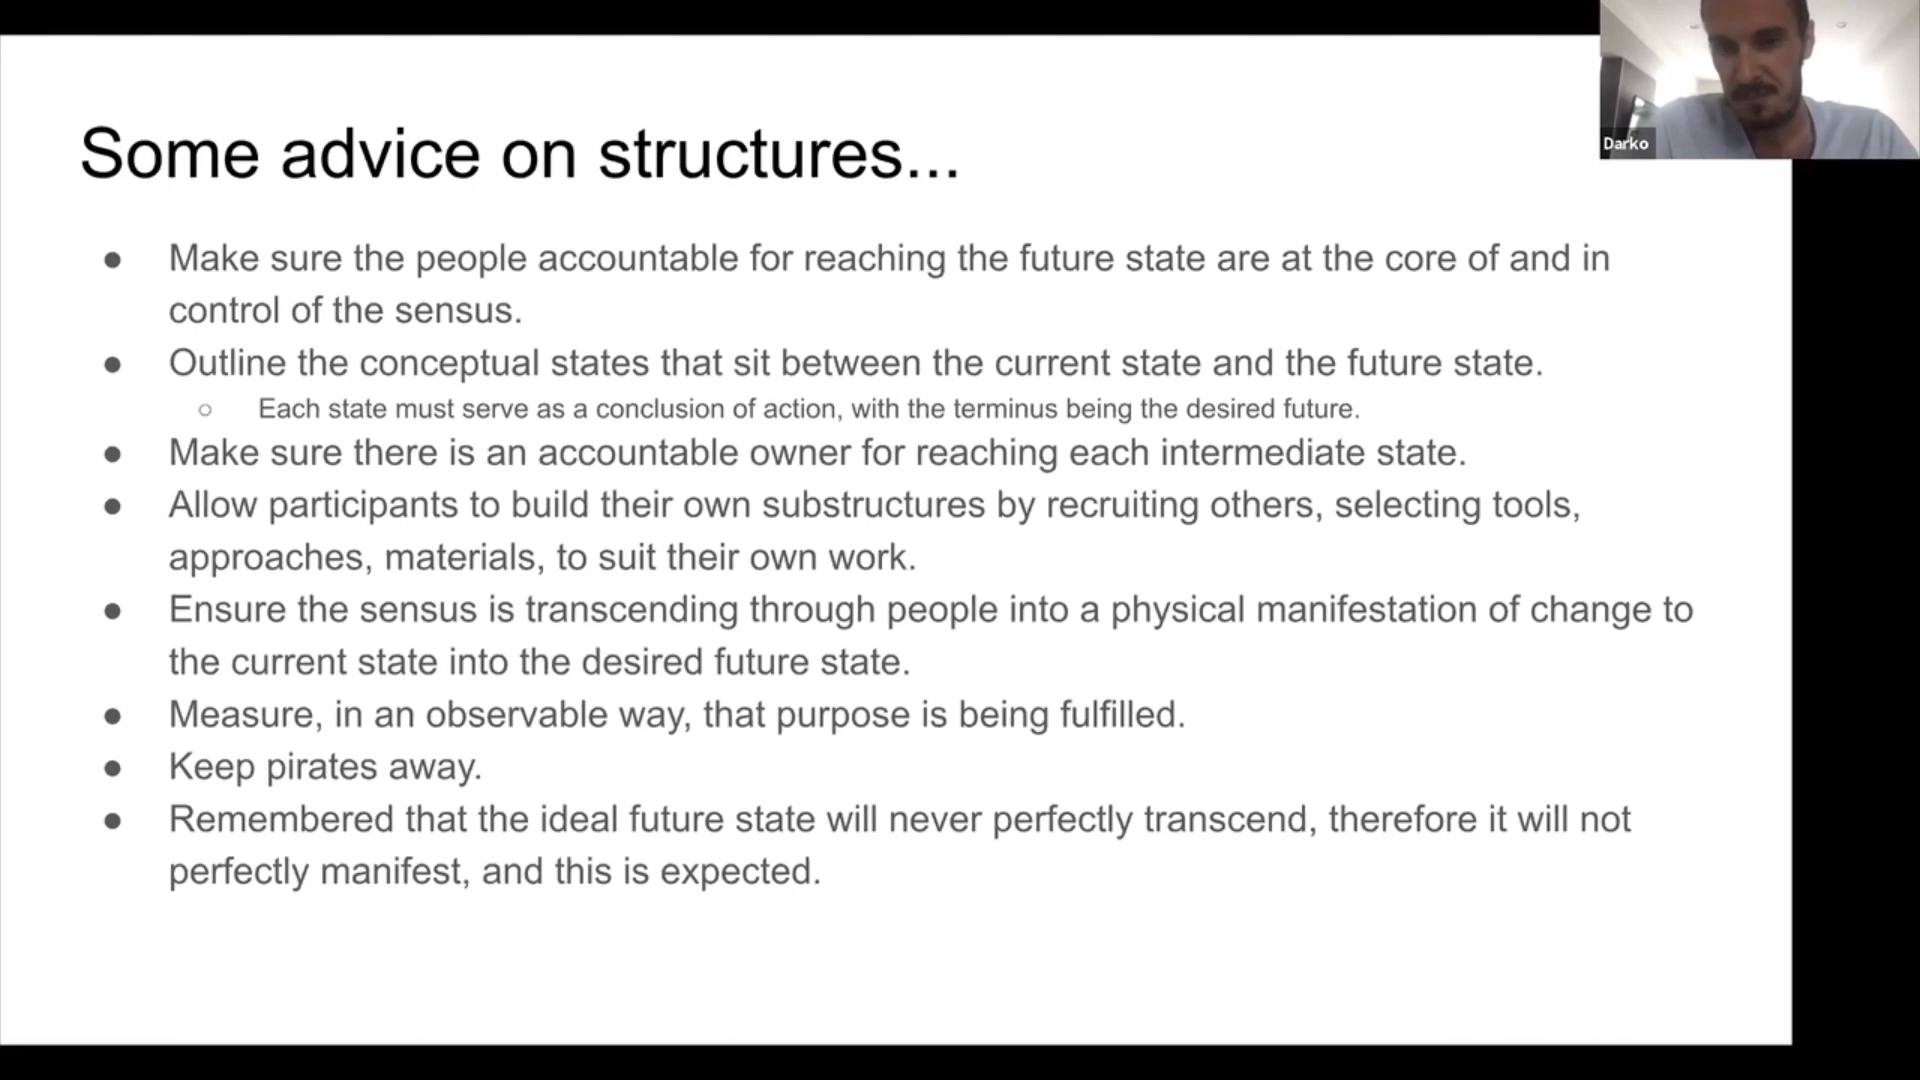 Darko
Some advice on structures...
● Make sure the people accountable for reaching the future state are at the core of and in
control of the sensus.
● Outline the conceptual states that sit between the current state and the future state.
○ Each state must serve as a conclusion of action, with the terminus being the desired future.
● Make sure there is an accountable owner for reaching each intermediate state.
● Allow participants to build their own substructures by recruiting others, selecting tools,
approaches, materials, to suit their own work.
● Ensure the sensus is transcending through people into a physical manifestation of change to
the current state into the desired future state.
● Measure, in an observable way, that purpose is being fulfilled.
● Keep pirates away.
● Remembered that the ideal future state will never perfectly transcend, therefore it will not
perfectly manifest, and this is expected.